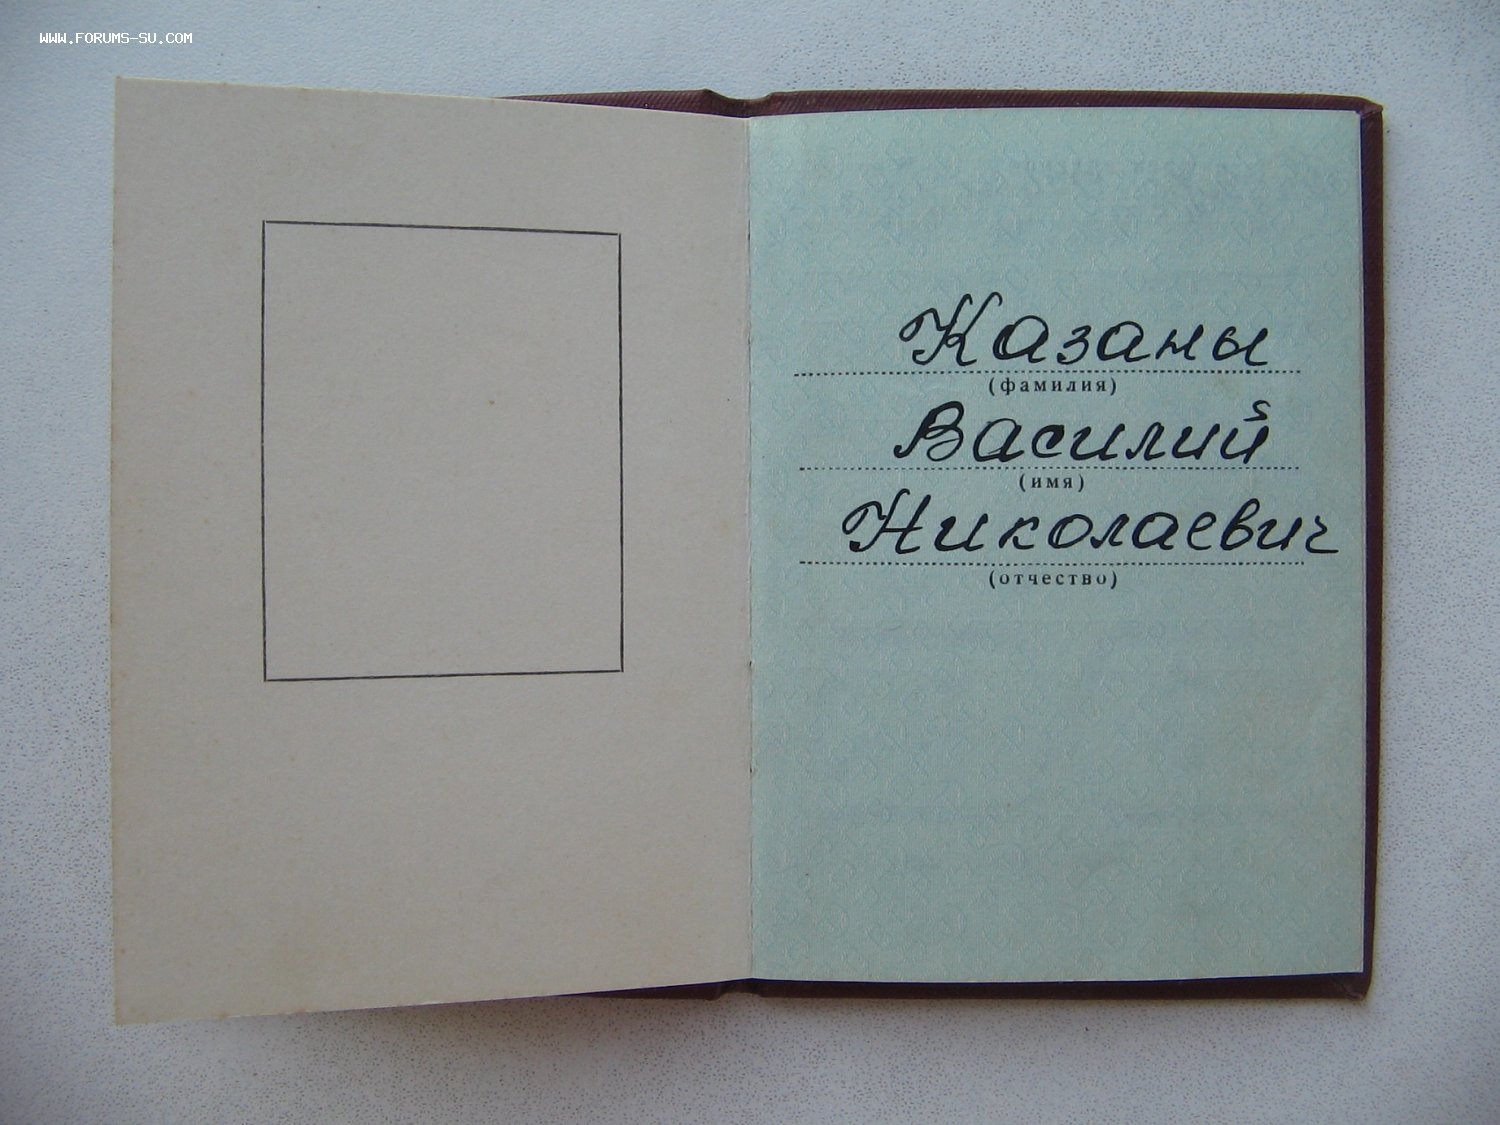 WWW.FORUMS-SU.COM
Казаны
(фамилия)
Василий
(имя)
Николаевич
(отчество)